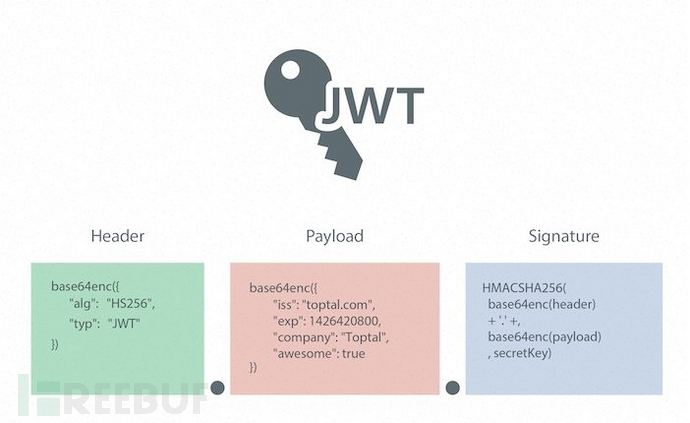 JWT
Header
Payload
Signature
base64enc({
"alg": "HS256",
"typ": "JWT"
})
base64enc({
"iss": "toptal.com",
"exp": 1426420800,
"company": "Toptal",
"awesome": true
})
HMACSHA256(
base64enc(header)
+ '.' +,
base64enc(payload)
, secretKey)
FREEBUF